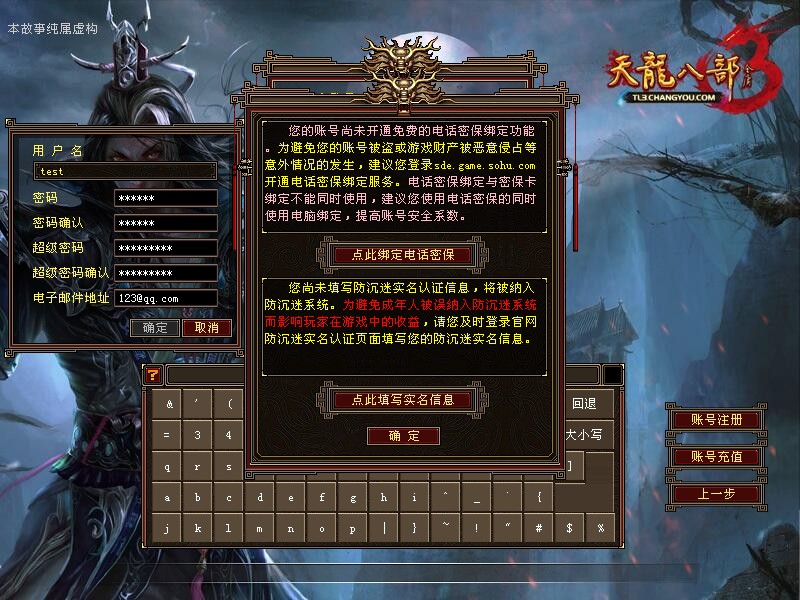 本故事纯属虚构
天龍八部3
TL3.CHANGYOU.COM
用户名
test
密码 ******
密码确认 ******
超级密码 *********
超级密码确认 *********
电子邮件地址 123@qq.com
确定 取消
您的账号尚未开通免费的电话密保绑定功能
。为避免您的账号被盗或游戏财产被恶意侵占等
意外情况的发生，建议您登录sde.game.sohu.com
开通电话密保绑定服务。电话密保绑定与密保卡
绑定不能同时使用，建议您使用电话密保的同时
使用电脑绑定，提高账号安全系数。
点此绑定电话密保
您尚未填写防沉迷实名认证信息，将被纳入
防沉迷系统。为避免成年人被误纳入防沉迷系统
而影响玩家在游戏中的收益，请您及时登录官网
防沉迷实名认证页面填写您的防沉迷实名信息。
点此填写实名信息
确定
?
& ' ( 回退
= 3 4 大小写
q r s ]
a b c d e f g h i ^ _ ` {
j k l m n o p | } ~ ! " # $ %
账号注册
账号充值
上一步